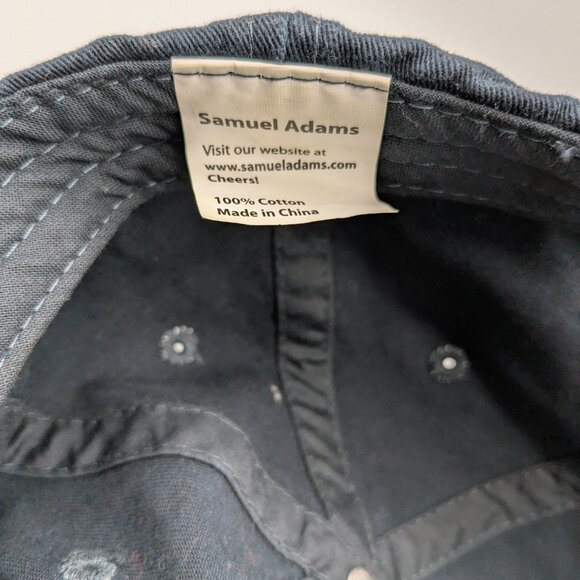 Samuel Adams
Visit our website at
www.samueladams.com
Cheers!
100% Cotton
Made in China